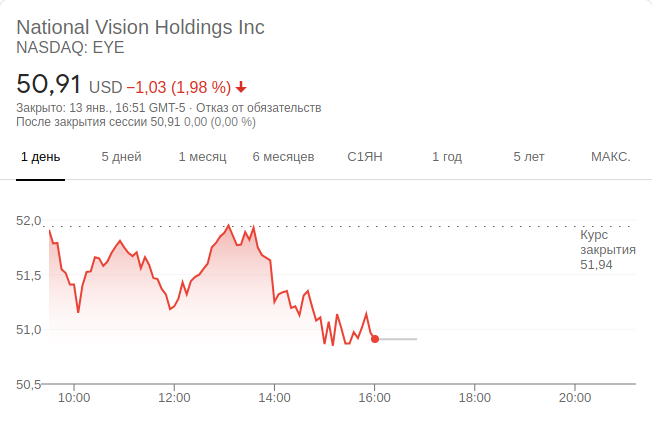 National Vision Holdings Inc
NASDAQ: EYE
50,91 USD −1,03 (1,98 %)
Закрыто: 13 янв., 16:51 GMT-5 · Отказ от обязательств
После закрытия сессии 50,91 0,00 (0,00 %)
1 день 5 дней 1 месяц 6 месяцев С1ЯН 1 год 5 лет МАКС.
52,0
Курс
закрытия
51,94
51,5
51,0
50,5
10:00 12:00 14:00 16:00 18:00 20:00